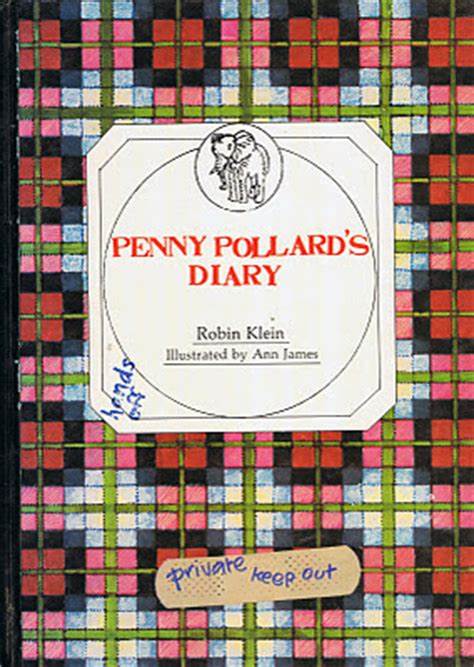 PENNY POLLARD'S
DIARY
Robin Klein
Illustrated by Ann James
hands
off
private keep out